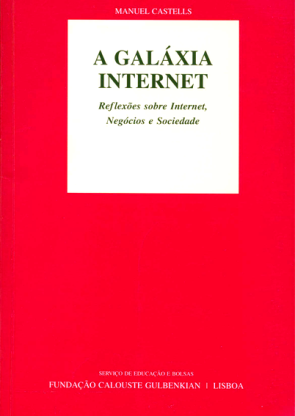 MANUEL CASTELLS
A GALÁXIA
INTERNET
Reflexões sobre Internet,
Negócios e Sociedade
SERVIÇO DE EDUCAÇÃO E BOLSAS
FUNDAÇÃO CALOUSTE GULBENKIAN | LISBOA